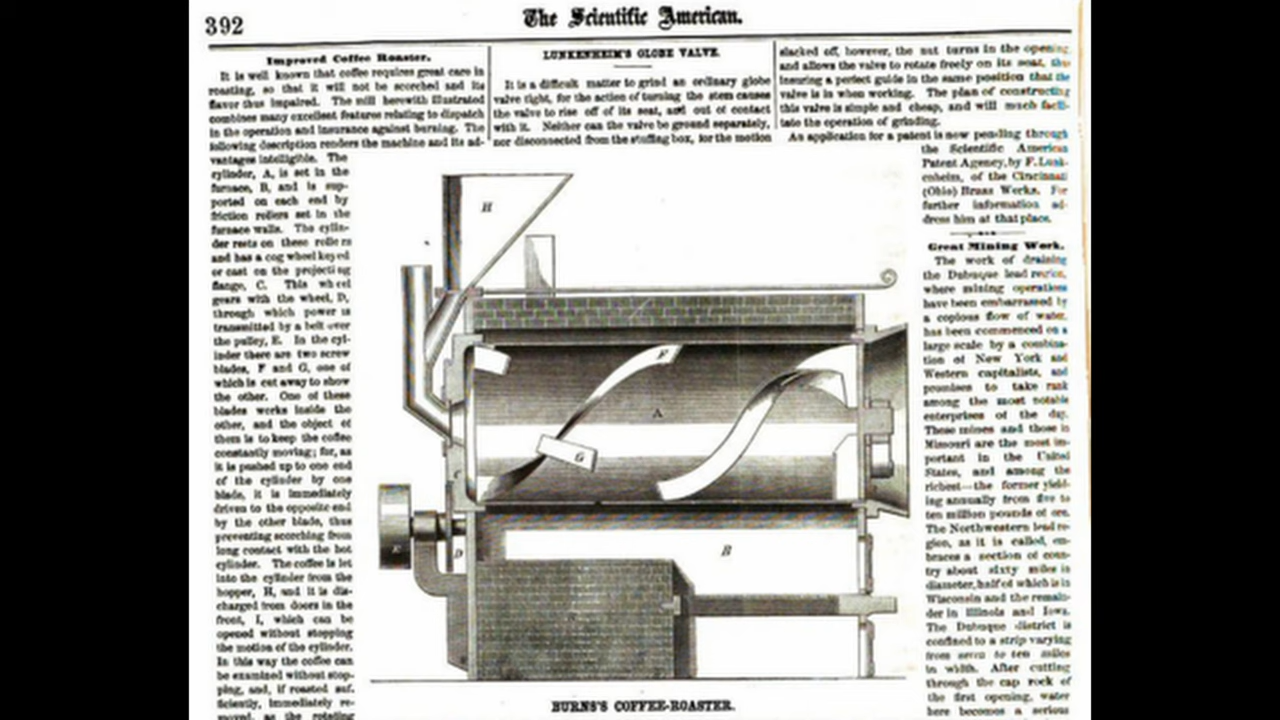 392
The Scientific American.
Improved Coffee Roaster.
It is well known that coffee requires great care in
roasting, so that it will not be scorched and its
flavor thus impaired. The mill herewith illustrated
combines many excellent features relating to dispatch
in the operation and insurance against burning. The
following description renders the machine and its ad-
vantages intelligible. The
cylinder, A, is set in the
furnace, B, and is sup-
ported on each end by
friction rollers set in the
furnace walls. The cylin-
der rests on these rollers
and has a cog wheel keyed
or cast on the projecting
flange, C. This wheel
gears with the wheel, D,
through which power is
transmitted by a belt over
the pulley, E. In the cyl-
inder there are two screw
blades, F and G, one of
which is cut away to show
the other. One of these
blades works inside the
other, and the object of
them is to keep the coffee
constantly moving; for, as
it is pushed up to one end
of the cylinder by one
blade, it is immediately
driven to the opposite end
by the other blade, thus
preventing scorching from
long contact with the hot
cylinder. The coffee is let
into the cylinder from the
hopper, H, and it is dis-
charged from doors in the
front, I, which can be
opened without stopping
the motion of the cylinder.
In this way the coffee can
be examined without stop-
ping, and, if roasted suf-
ficiently, immediately re-
moved, as the rotating
LUNKENHEIM'S GLOBE VALVE.
It is a difficult matter to grind an ordinary globe
valve tight, for the action of turning the stem causes
the valve to rise off of its seat, and out of contact
with it. Neither can the valve be ground separately,
nor disconnected from the stuffing box, for the motion
slacked off, however, the nut turns in the opening
and allows the valve to rotate freely on its seat, thus
insuring a perfect guide in the same position that the
valve is in when working. The plan of constructing
this valve is simple and cheap, and will much facili-
tate the operation of grinding.
An application for a patent is now pending through
the Scientific American
Patent Agency, by F. Lunk-
enheim, of the Cincinnati
(Ohio) Brass Works. For
further information ad-
dress him at that place.
Great Mining Work.
The work of draining
the Dubuque lead region,
where mining operations
have been embarrassed by
a copious flow of water,
has been commenced on a
large scale by a combina-
tion of New York and
Western capitalists, and
promises to take rank
among the most notable
enterprises of the day.
These mines and those in
Missouri are the most im-
portant in the United
States, and among the
richest—the former yield-
ing annually from five to
ten million pounds of ore.
The Northwestern lead re-
gion, as it is called, em-
braces a section of coun-
try about sixty miles in
diameter, half of which is in
Wisconsin and the remain-
der in Illinois and Iowa.
The Dubuque district is
confined to a strip varying
from seven to ten miles
in width. After cutting
through the cap rock of
the first opening, water
here becomes a serious
H
F
A
G
C
E
D
B
BURNS'S COFFEE-ROASTER.